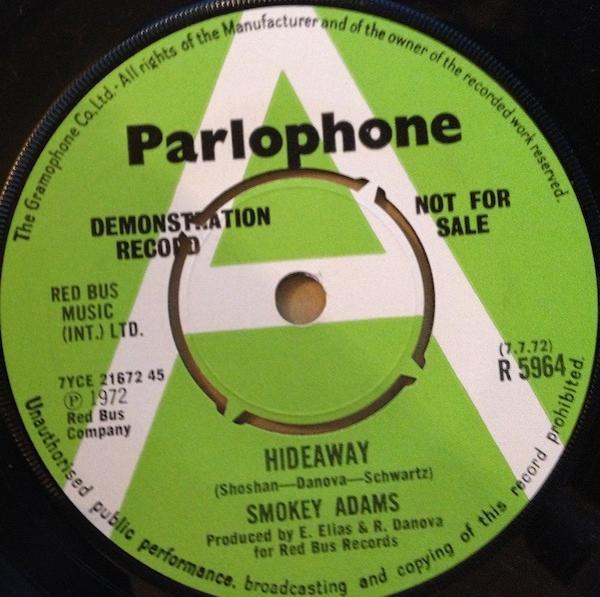 The Gramophone Co. Ltd. · All rights of the Manufacturer and of the owner of the recorded work reserved.
Parlophone
DEMONSTRATION
RECORD
NOT FOR
SALE
RED BUS
MUSIC
(INT.) LTD.
(7.7.72)
R 5964
7YCE 21672 45
Ⓟ 1972
Red Bus
Company
HIDEAWAY
(Shoshan—Danova—Schwartz)
SMOKEY ADAMS
Produced by E. Elias & R. Danova
for Red Bus Records
Unauthorised public performance, broadcasting and copying of this record prohibited.